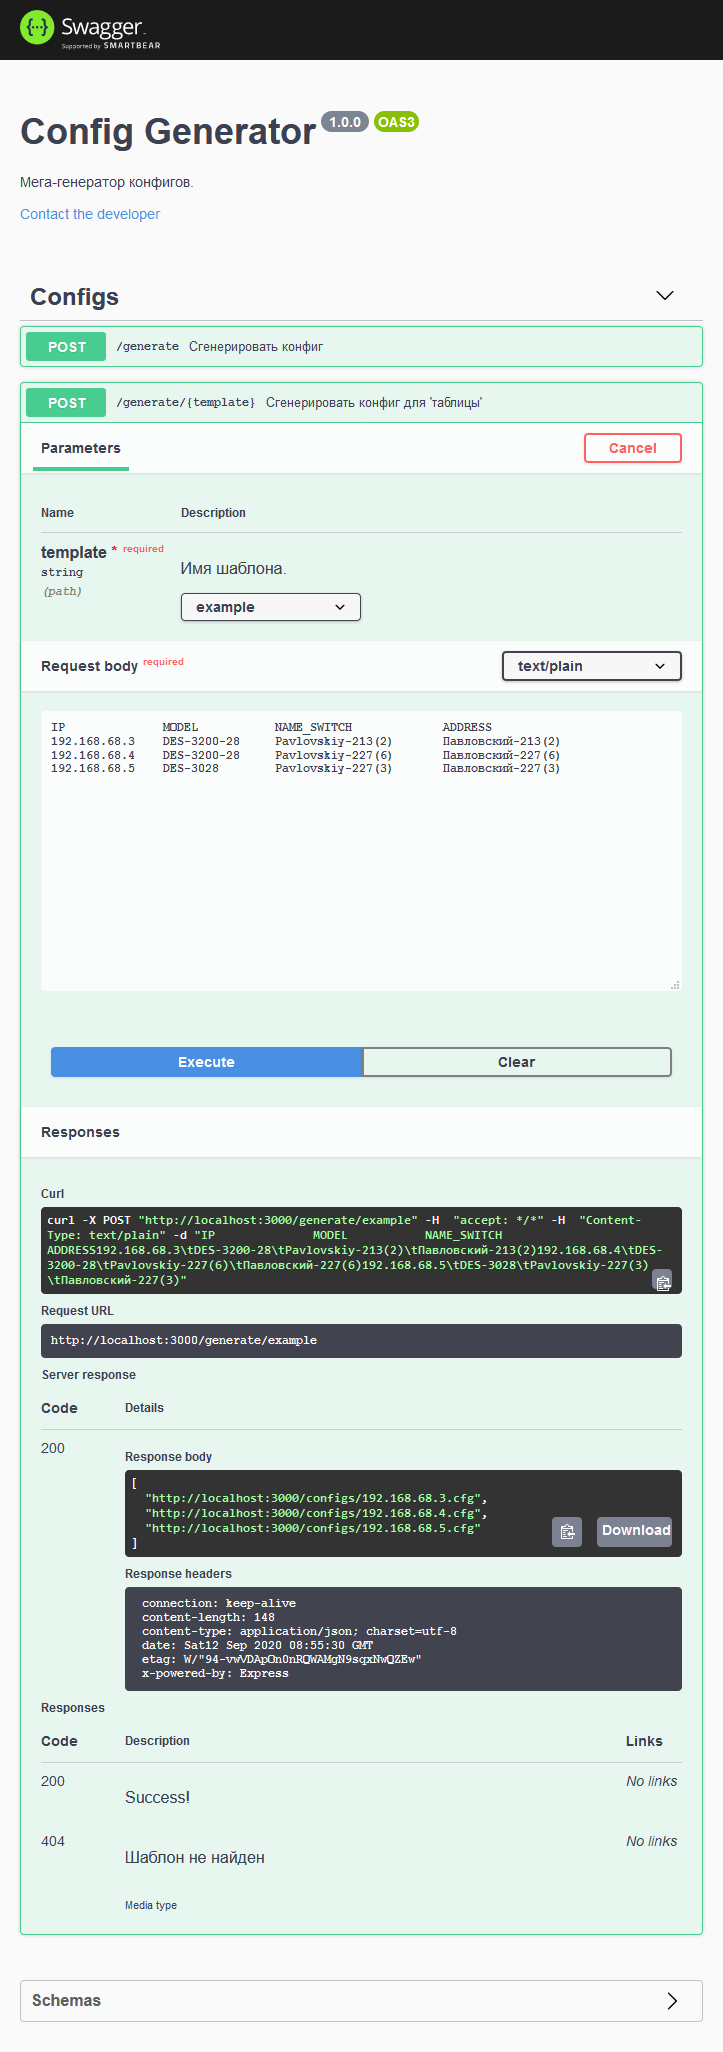 Swagger
Supported by SMARTBEAR
Config Generator 1.0.0 OAS3
Мега-генератор конфигов.
Contact the developer
Configs
POST /generate Сгенерировать конфиг
POST /generate/{template} Сгенерировать конфиг для 'таблицы'
Parameters Cancel
Name Description
template * required
string
(path)
Имя шаблона.
example
Request body required text/plain
IP MODEL NAME_SWITCH ADDRESS
192.168.68.3 DES-3200-28 Pavlovskiy-213(2) Павловский-213(2)
192.168.68.4 DES-3200-28 Pavlovskiy-227(6) Павловский-227(6)
192.168.68.5 DES-3028 Pavlovskiy-227(3) Павловский-227(3)
Execute Clear
Responses
Curl
curl -X POST "http://localhost:3000/generate/example" -H  "accept: */*" -H  "Content-
Type: text/plain" -d "IP MODEL NAME_SWITCH
ADDRESS192.168.68.3\tDES-3200-28\tPavlovskiy-213(2)\tПавловский-213(2)192.168.68.4\tDES-
3200-28\tPavlovskiy-227(6)\tПавловский-227(6)192.168.68.5\tDES-3028\tPavlovskiy-227(3)
\tПавловский-227(3)"
Request URL
http://localhost:3000/generate/example
Server response
Code Details
200
Response body
[
"http://localhost:3000/configs/192.168.68.3.cfg",
"http://localhost:3000/configs/192.168.68.4.cfg",
"http://localhost:3000/configs/192.168.68.5.cfg"
]
Download
Response headers
connection: keep-alive
content-length: 148
content-type: application/json; charset=utf-8
date: Sat12 Sep 2020 08:55:30 GMT
etag: W/"94-vwVDApOn0nRQWAMgN9sqxNwQZEw"
x-powered-by: Express
Responses
Code Description Links
200 Success! No links
404 Шаблон не найден No links
Media type
Schemas